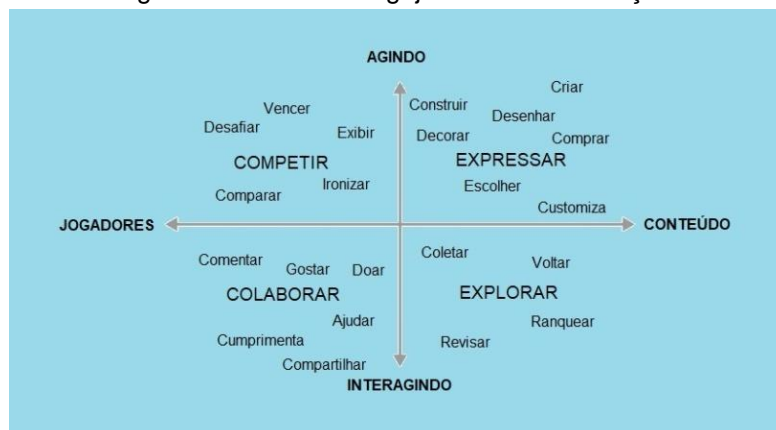 AGINDO
Criar
Construir
Vencer
Desenhar
Desafiar
Exibir
Decorar
Comprar
COMPETIR
EXPRESSAR
Ironizar
Escolher
Comparar
Customiza
JOGADORES
CONTEÚDO
Coletar
Comentar
Gostar
Doar
Voltar
COLABORAR
EXPLORAR
Ajudar
Ranquear
Cumprimenta
Revisar
Compartilhar
INTERAGINDO